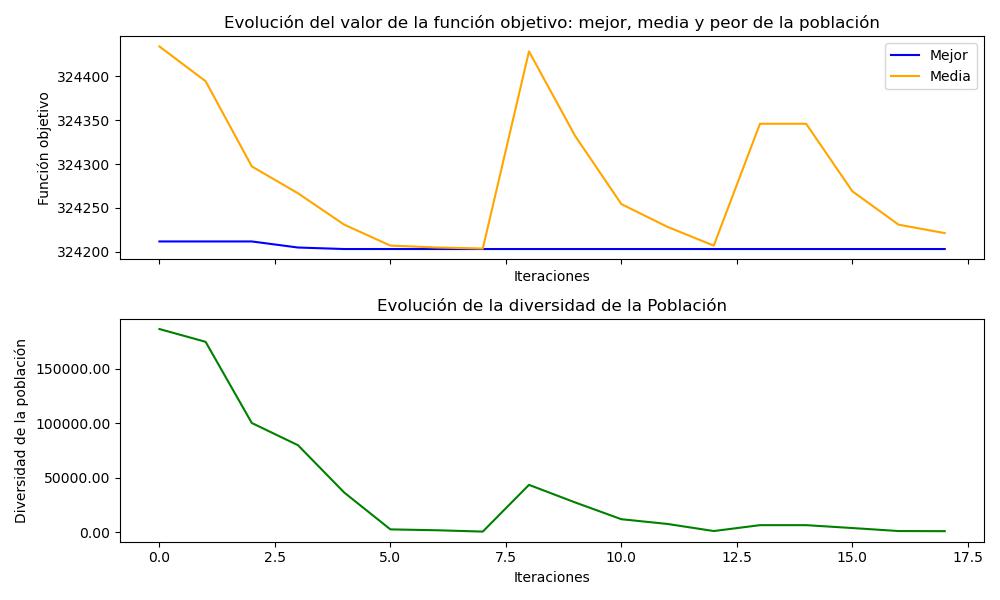 Evolución del valor de la función objetivo: mejor, media y peor de la población
Función objetivo
324400
324350
324300
324250
324200
Mejor
Media
Iteraciones
Evolución de la diversidad de la Población
Diversidad de la población
150000.00
100000.00
50000.00
0.00
0.0 2.5 5.0 7.5 10.0 12.5 15.0 17.5
Iteraciones